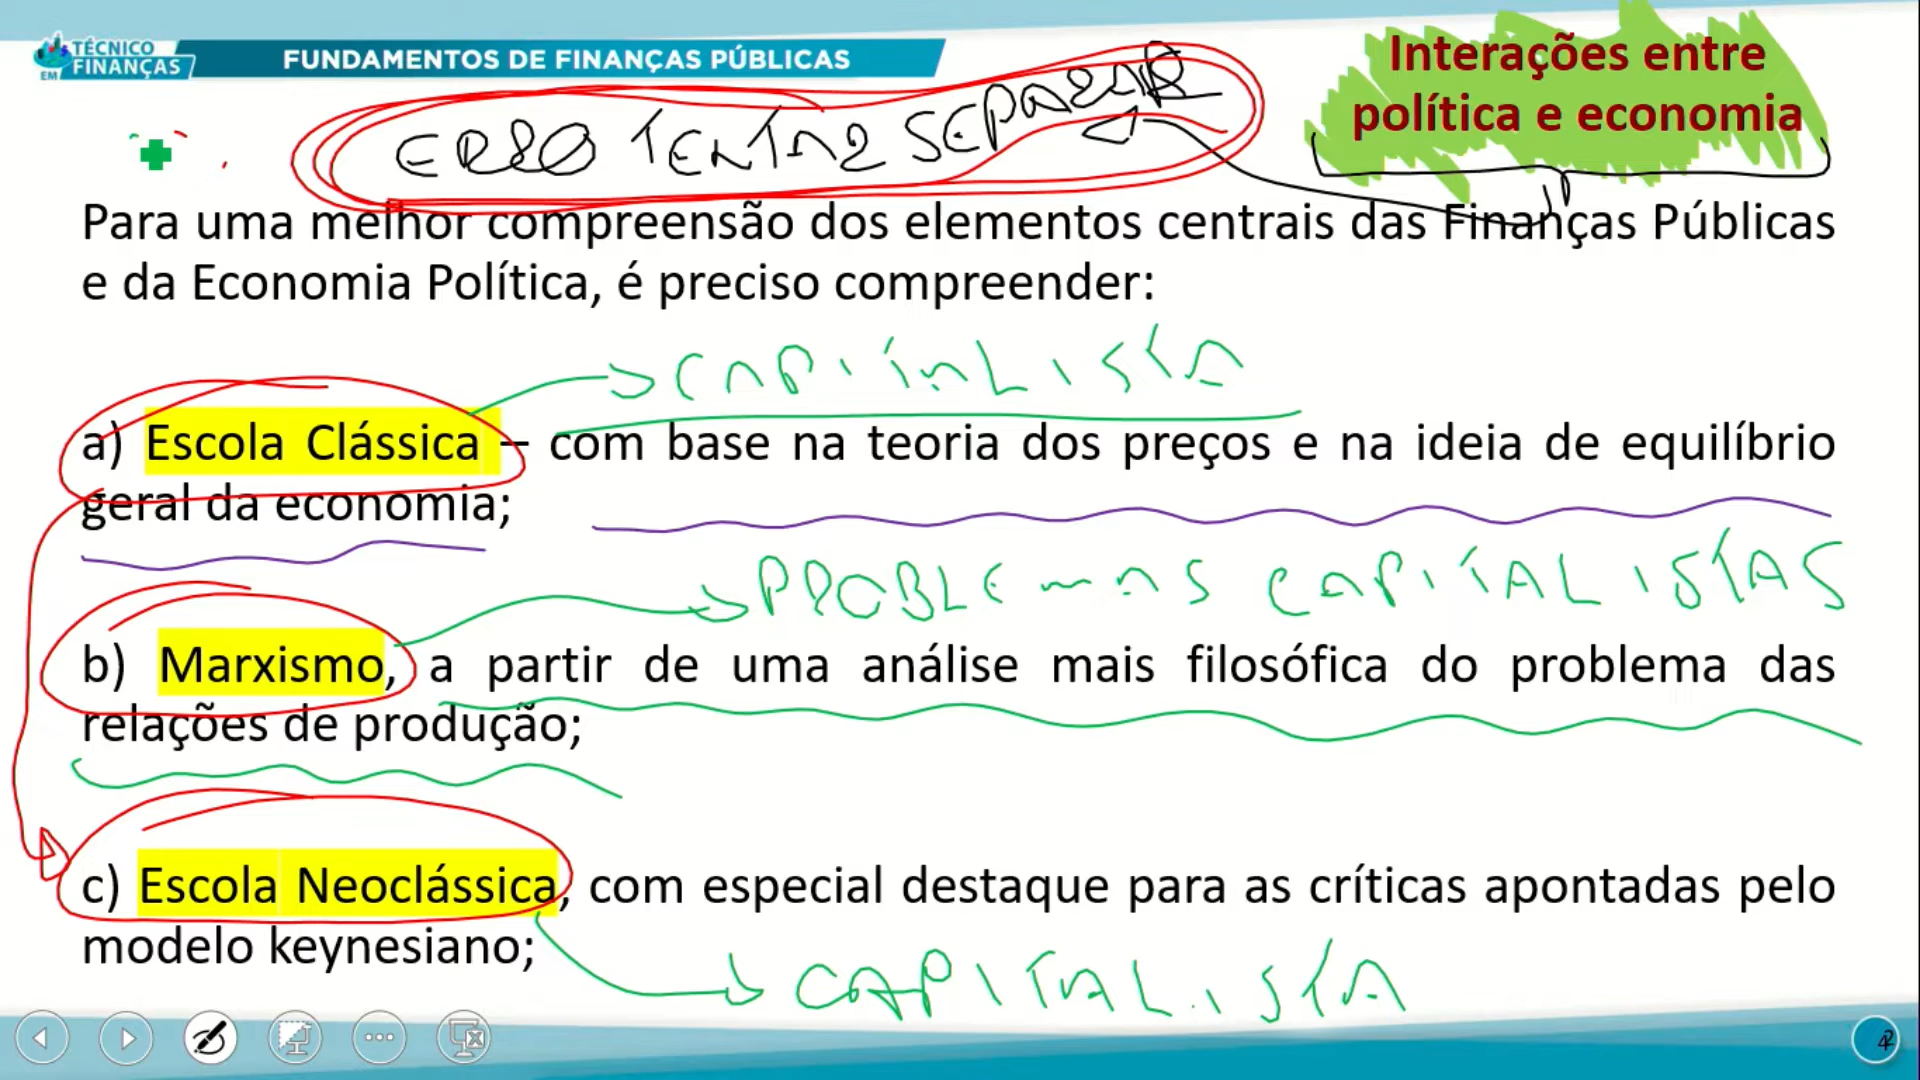 TÉCNICO
EM FINANÇAS
FUNDAMENTOS DE FINANÇAS PÚBLICAS
Interações entre
política e economia
ERRO TENTAR SEPARAR
Para uma melhor compreensão dos elementos centrais das Finanças Públicas
e da Economia Política, é preciso compreender:
CAPITALISTA
a) Escola Clássica – com base na teoria dos preços e na ideia de equilíbrio
geral da economia;
PROBLEMAS CAPITALISTAS
b) Marxismo, a partir de uma análise mais filosófica do problema das
relações de produção;
c) Escola Neoclássica, com especial destaque para as críticas apontadas pelo
modelo keynesiano;
CAPITALISTA